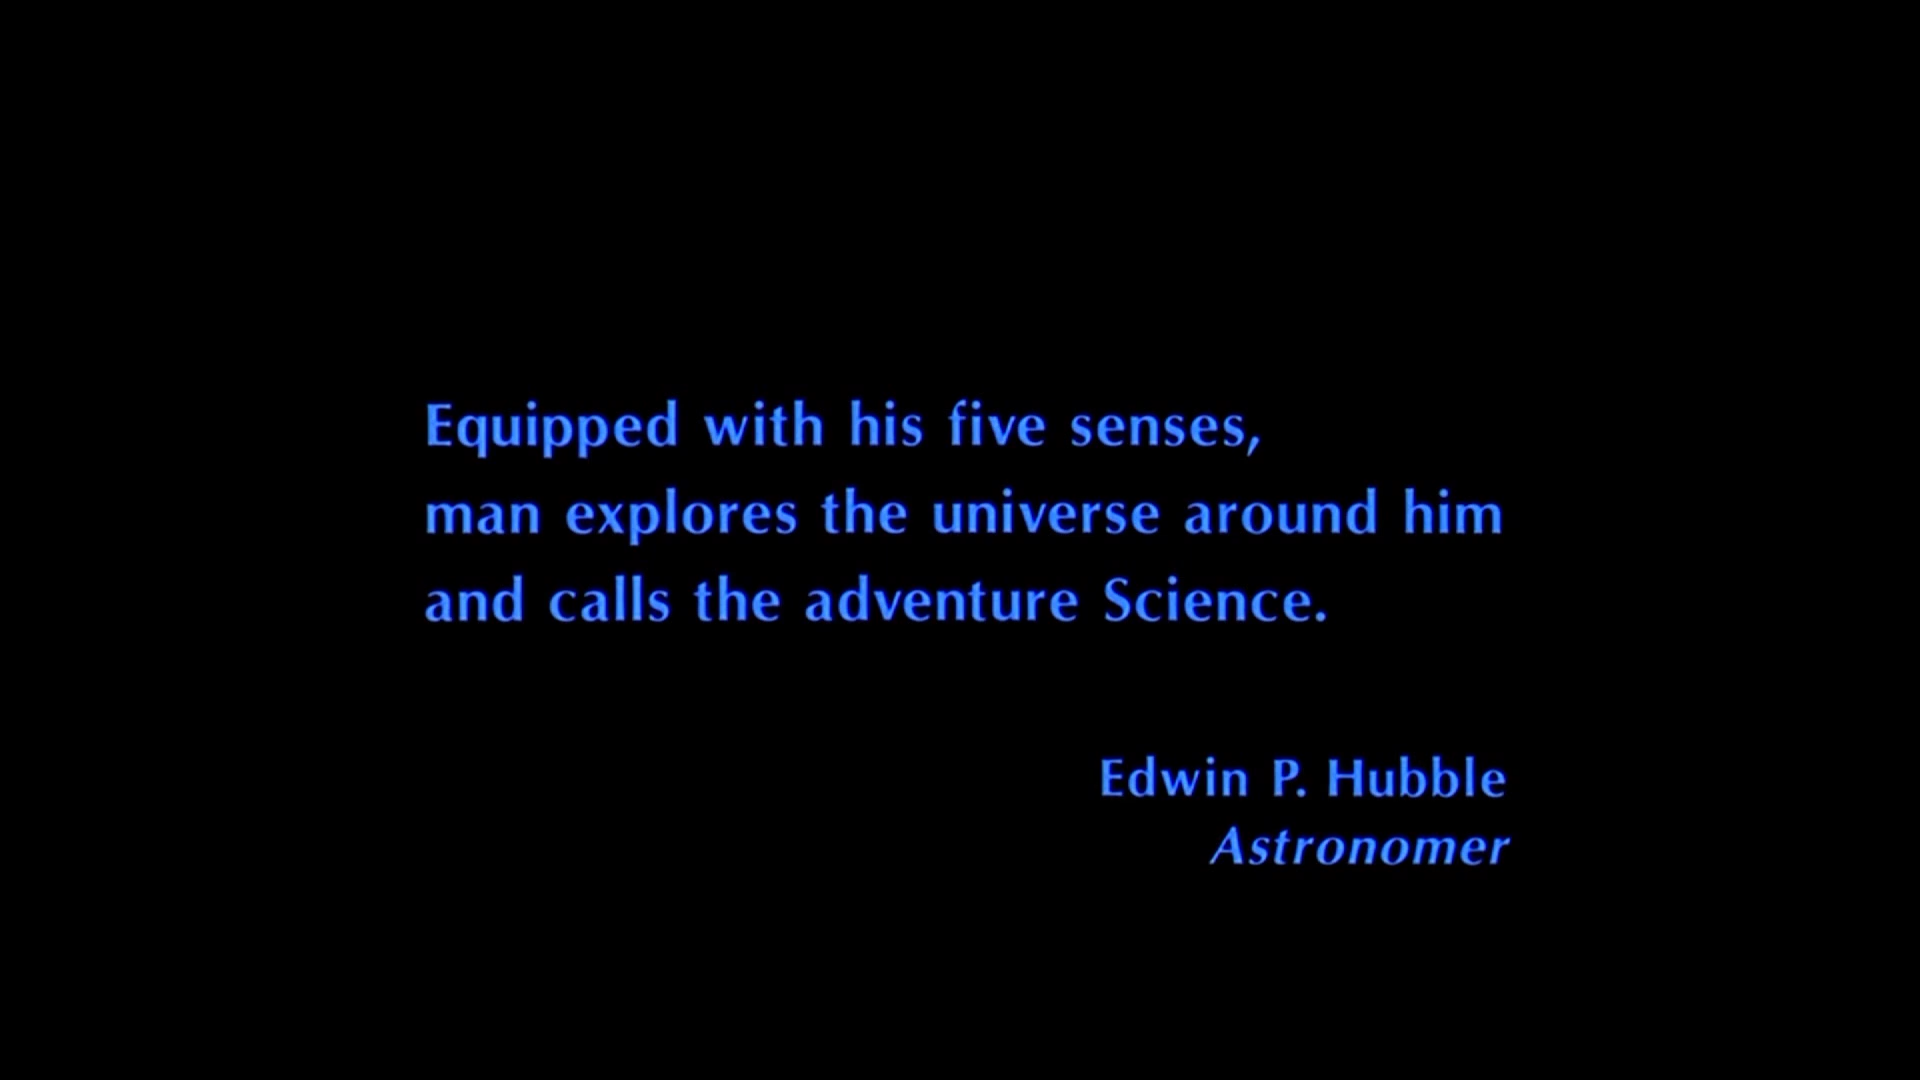 Equipped with his five senses,
man explores the universe around him
and calls the adventure Science.
Edwin P. Hubble
Astronomer